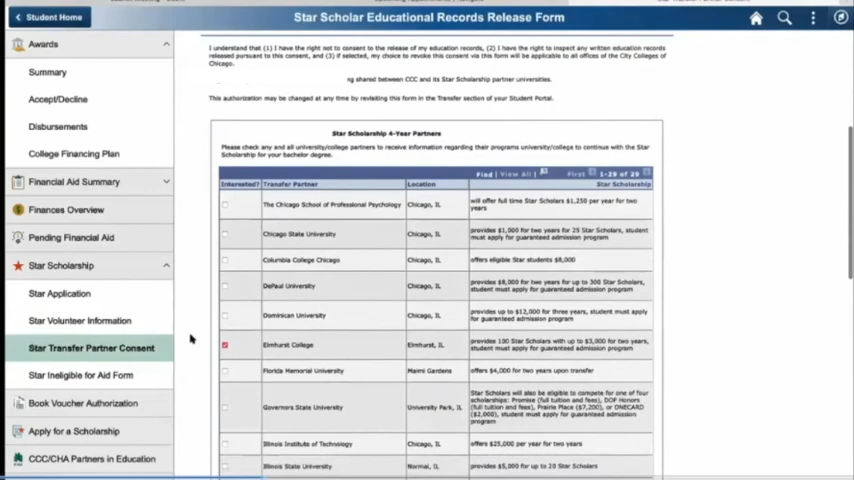 Student Home
Star Scholar Educational Records Release Form
Awards
Summary
Accept/Decline
Disbursements
College Financing Plan
Financial Aid Summary
Finances Overview
Pending Financial Aid
Star Scholarship
Star Application
Star Volunteer Information
Star Transfer Partner Consent
Star Ineligible for Aid Form
Book Voucher Authorization
Apply for a Scholarship
CCC/CHA Partners in Education
I understand that (1) I have the right not to consent to the release of my education records, (2) I have the right to inspect any written education records
released pursuant to this consent, and (3) if selected, my choice to revoke this consent via this form will be applicable to all offices of the City Colleges of
Chicago.
ng shared between CCC and its Star Scholarship partner universities.
This authorization may be changed at any time by revisiting this form in the Transfer section of your Student Portal.
Star Scholarship 4-Year Partners
Please check any and all university/college partners to receive information regarding their programs university/college to continue with the Star
Scholarship for your bachelor degree.
Find | View All | First 1-29 of 29
Interested? Transfer Partner Location Star Scholarship
The Chicago School of Professional Psychology Chicago, IL will offer full time Star Scholars $1,250 per year for two
years
Chicago State University Chicago, IL provides $1,000 for two years for 25 Star Scholars, student
must apply for guaranteed admission program
Columbia College Chicago Chicago, IL offers eligible Star students $8,000
DePaul University Chicago, IL provides $8,000 for two years for up to 300 Star Scholars,
student must apply for guaranteed admission program
Dominican University Chicago, IL provides up to $12,000 for three years, student must apply
for guaranteed admission program
Elmhurst College Elmhurst, IL provides 100 Star Scholars with up to $3,000 for two years,
student must apply for guaranteed admission program
Florida Memorial University Maimi Gardens offers $4,000 for two years upon transfer
Governors State University University Park, IL Star Scholars will also be eligible to compete for one of four
scholarships: Promise (full tuition and fees), DDP Honors
(full tuition and fees), Prairie Place ($7,200), or ONECARD
($2,000), student must apply for guaranteed admission
program
Illinois Institute of Technology Chicago, IL offers $25,000 per year for two years
Illinois State University Normal, IL provides $5,000 for up to 20 Star Scholars